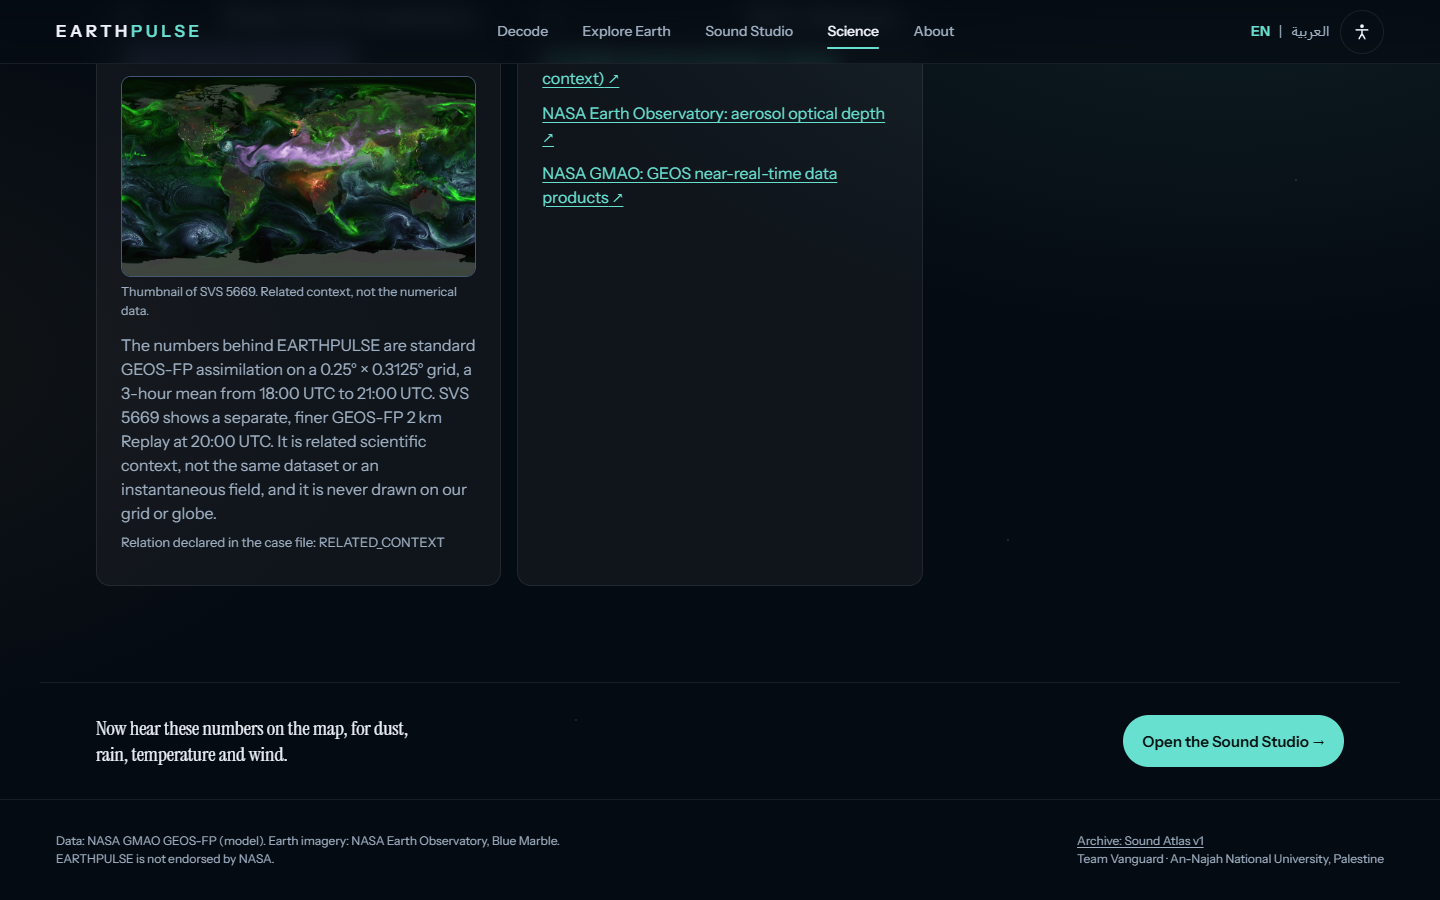 EARTHPULSE
Decode
Explore Earth
Sound Studio
Science
About
EN | العربية
Thumbnail of SVS 5669. Related context, not the numerical
data.
The numbers behind EARTHPULSE are standard
GEOS-FP assimilation on a 0.25° × 0.3125° grid, a
3-hour mean from 18:00 UTC to 21:00 UTC. SVS
5669 shows a separate, finer GEOS-FP 2 km
Replay at 20:00 UTC. It is related scientific
context, not the same dataset or an
instantaneous field, and it is never drawn on our
grid or globe.
Relation declared in the case file: RELATED_CONTEXT
context) ↗
NASA Earth Observatory: aerosol optical depth
↗
NASA GMAO: GEOS near-real-time data
products ↗
Now hear these numbers on the map, for dust,
rain, temperature and wind.
Open the Sound Studio →
Data: NASA GMAO GEOS-FP (model). Earth imagery: NASA Earth Observatory, Blue Marble.
EARTHPULSE is not endorsed by NASA.
Archive: Sound Atlas v1
Team Vanguard · An-Najah National University, Palestine